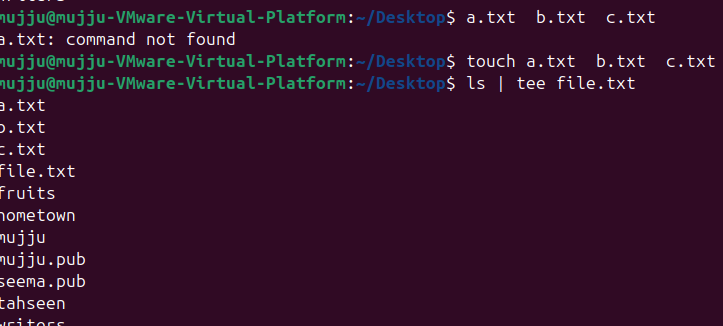 mujju@mujju-VMware-Virtual-Platform:~/Desktop$ a.txt  b.txt  c.txt
a.txt: command not found
mujju@mujju-VMware-Virtual-Platform:~/Desktop$ touch a.txt  b.txt  c.txt
mujju@mujju-VMware-Virtual-Platform:~/Desktop$ ls | tee file.txt
a.txt
b.txt
c.txt
file.txt
fruits
hometown
mujju
mujju.pub
seema.pub
tahseen
writers